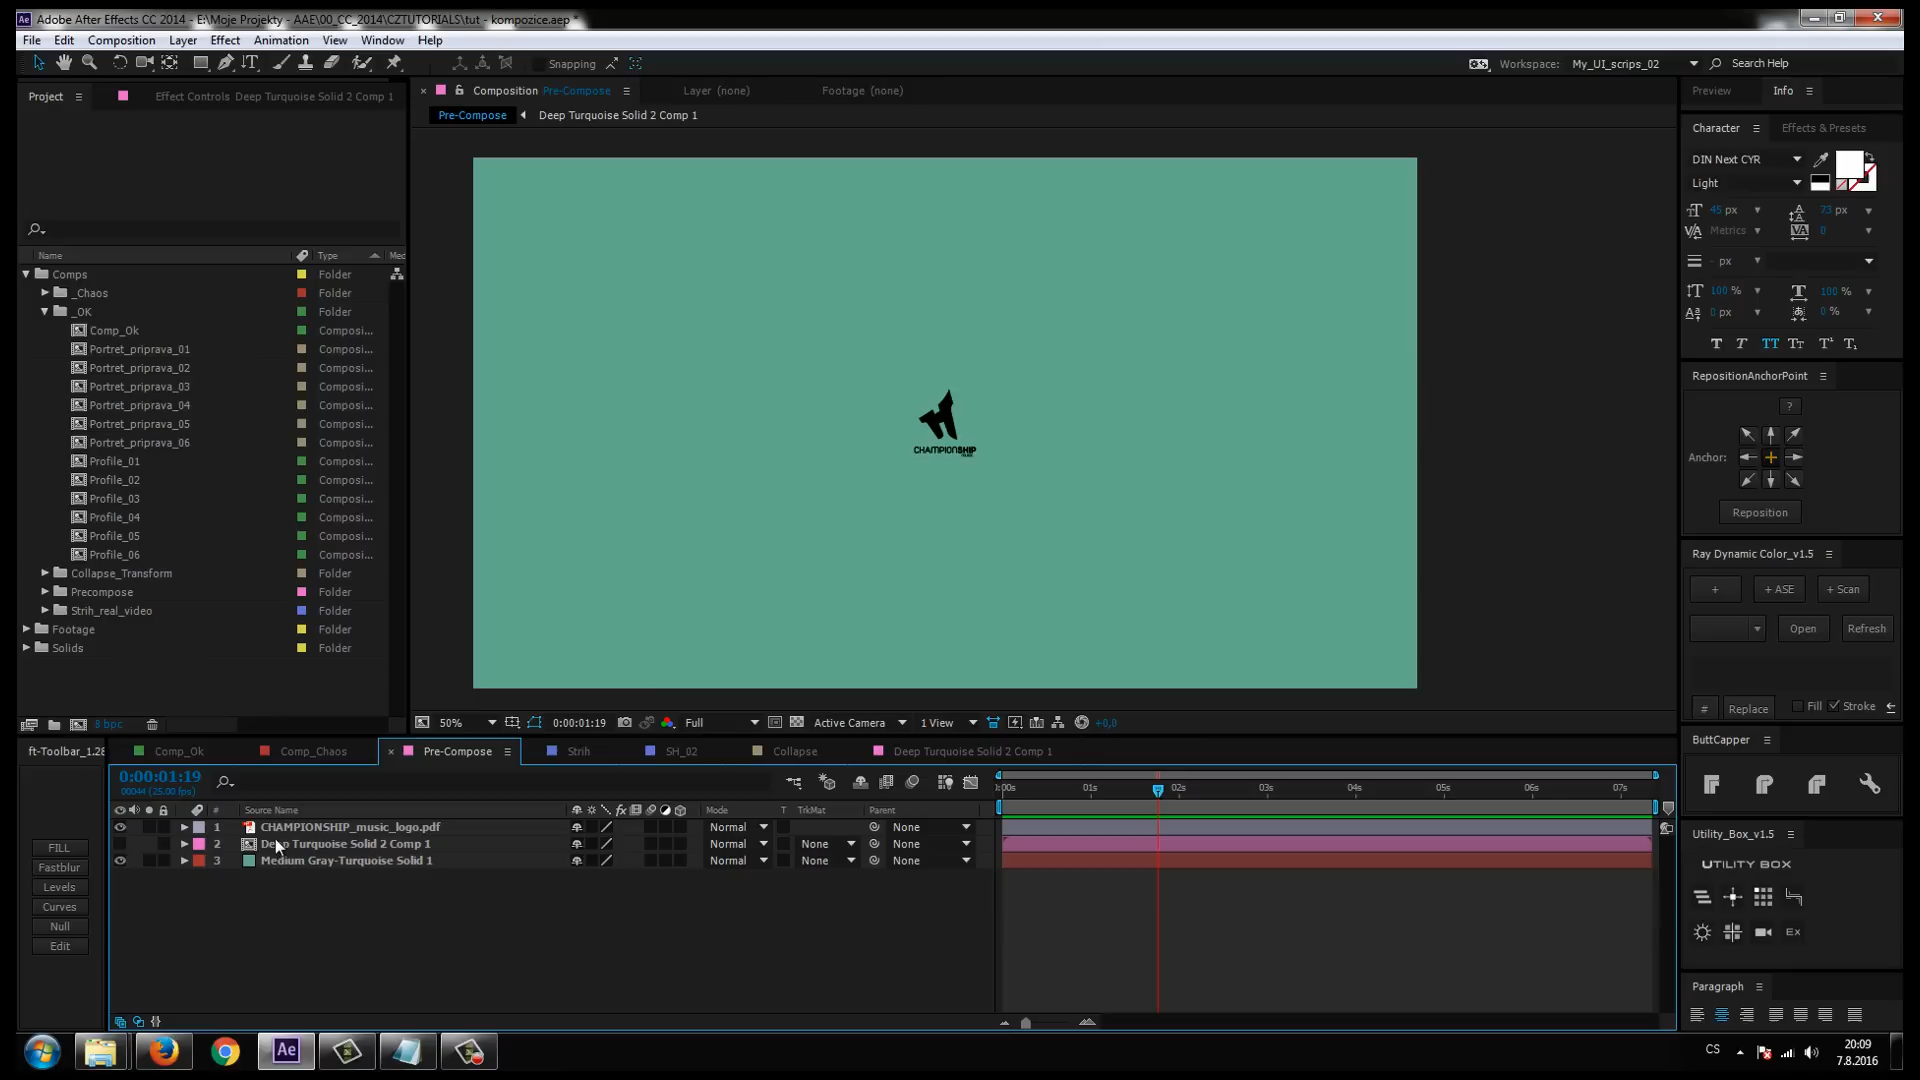 Adobe After Effects CC 2014 - E:\Moje Projekty - AAE\00_CC_2014\CZTUTORIALS\tut - kompozice.aep *
File Edit Composition Layer Effect Animation View Window Help
Snapping
Workspace: My_UI_scrips_02 Search Help
Project Effect Controls Deep Turquoise Solid 2 Comp 1
Composition Pre-Compose Layer (none) Footage (none)
Preview Info
Pre-Compose Deep Turquoise Solid 2 Comp 1
Character Effects & Presets
DIN Next CYR
Light
45 px 73 px
Metrics 0
- px
100 % 100 %
0 px 0 %
RepositionAnchorPoint
?
Anchor:
Reposition
Ray Dynamic Color_v1.5
+ + ASE + Scan
Open Refresh
# Replace Fill Stroke
ButtCapper
Utility_Box_v1.5
UTILITY BOX
Ex
Paragraph
Name Type Med
Comps Folder
_Chaos Folder
_OK Folder
Comp_Ok Composi...
Portret_priprava_01 Composi...
Portret_priprava_02 Composi...
Portret_priprava_03 Composi...
Portret_priprava_04 Composi...
Portret_priprava_05 Composi...
Portret_priprava_06 Composi...
Profile_01 Composi...
Profile_02 Composi...
Profile_03 Composi...
Profile_04 Composi...
Profile_05 Composi...
Profile_06 Composi...
Collapse_Transform Folder
Precompose Folder
Strih_real_video Folder
Footage Folder
Solids Folder
8 bpc
CHAMPIONSHIP
50% 0:00:01:19 Full Active Camera 1 View +0,0
ft-Toolbar_1.28 Comp_Ok Comp_Chaos Pre-Compose Strih SH_02 Collapse Deep Turquoise Solid 2 Comp 1
0:00:01:19
00044 (25.00 fps)
:00s 01s 02s 03s 04s 05s 06s 07s
# Source Name Mode T TrkMat Parent
1 CHAMPIONSHIP_music_logo.pdf Normal None
2 Deep Turquoise Solid 2 Comp 1 Normal None None
3 Medium Gray-Turquoise Solid 1 Normal None None
FILL
Fastblur
Levels
Curves
Null
Edit
CS
20:09
7.8.2016